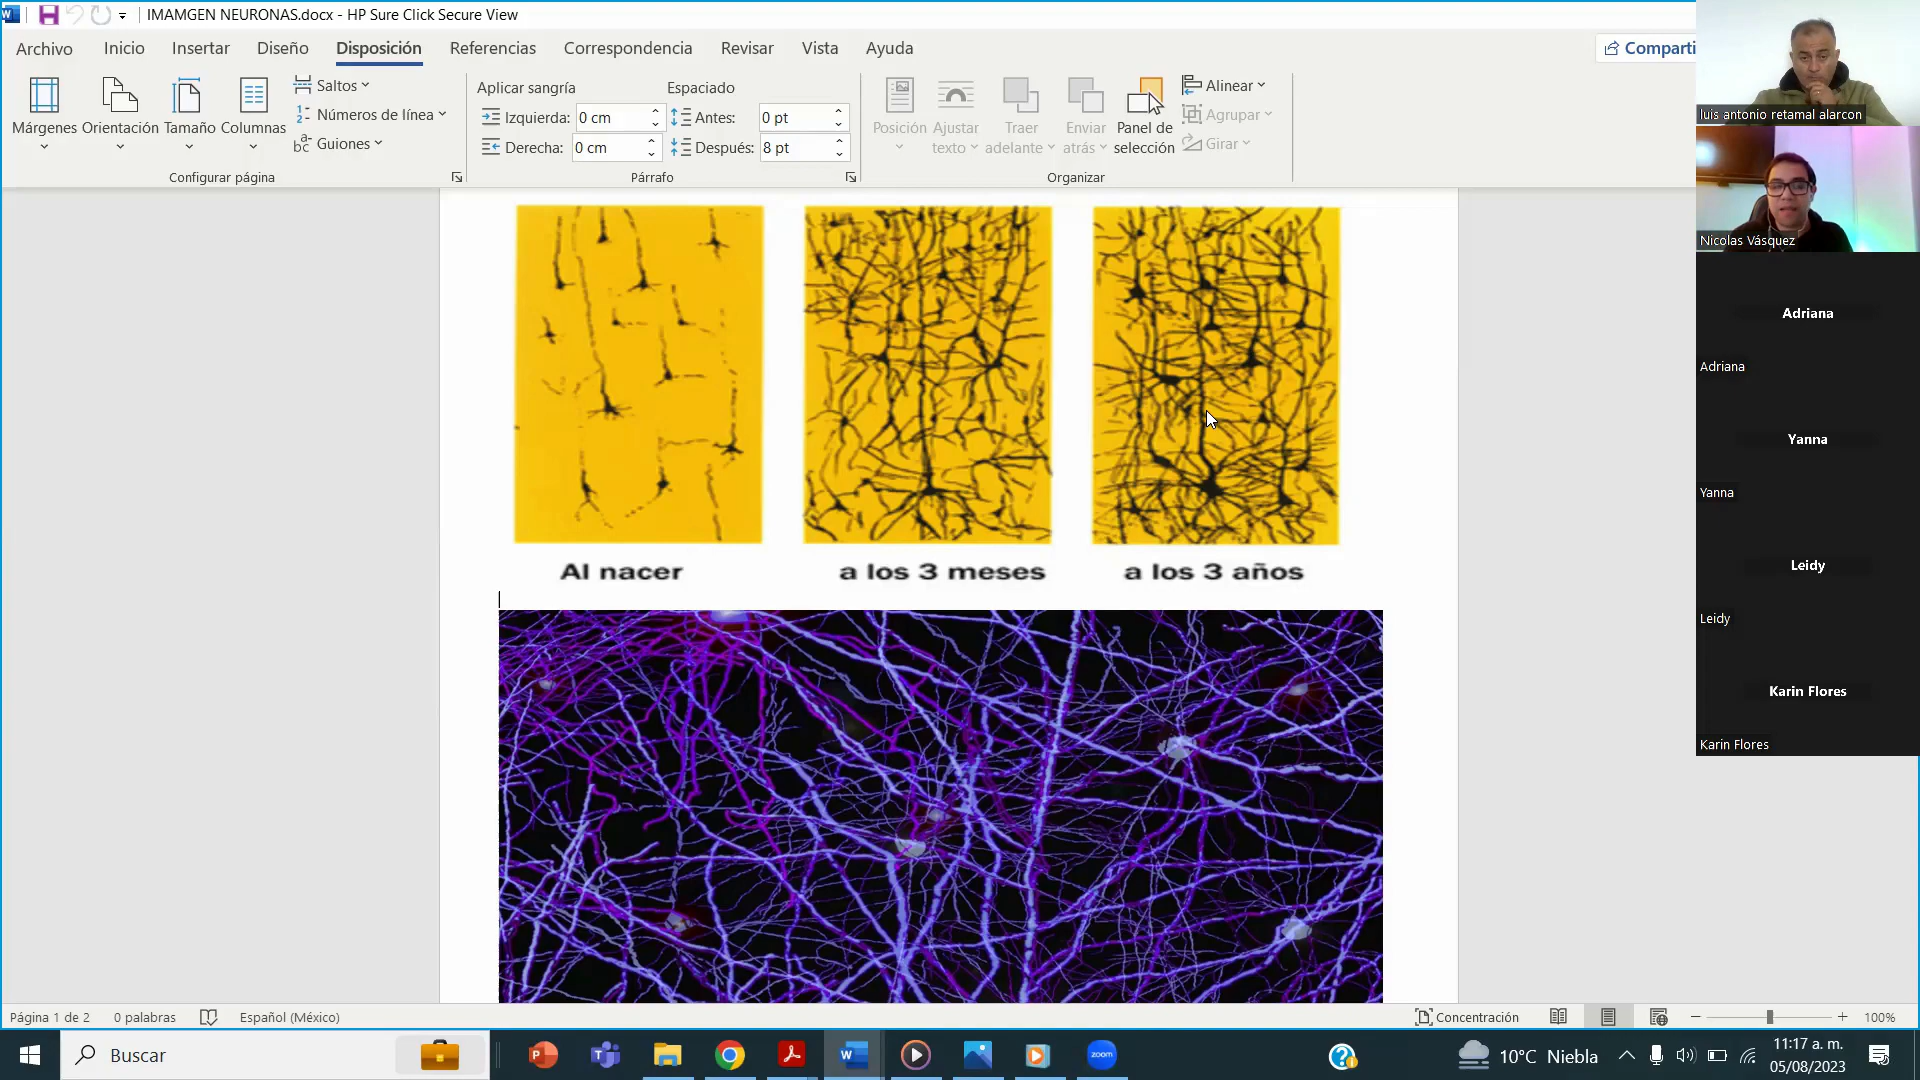 IMAMGEN NEURONAS.docx - HP Sure Click Secure View
Archivo Inicio Insertar Diseño Disposición Referencias Correspondencia Revisar Vista Ayuda Comparti
Márgenes Orientación Tamaño Columnas
Saltos
Números de línea
Guiones
Configurar página
Aplicar sangría Espaciado
Izquierda: 0 cm Antes: 0 pt
Derecha: 0 cm Después: 8 pt
Párrafo
Posición Ajustar texto Traer adelante Enviar atrás Panel de selección
Alinear
Agrupar
Girar
Organizar
luis antonio retamal alarcon
Nicolas Vásquez
Adriana
Adriana
Yanna
Yanna
Leidy
Leidy
Karin Flores
Karin Flores
Al nacer a los 3 meses a los 3 años
Página 1 de 2 0 palabras Español (México) Concentración 100%
Buscar
zoom
10°C Niebla
11:17 a. m.
05/08/2023